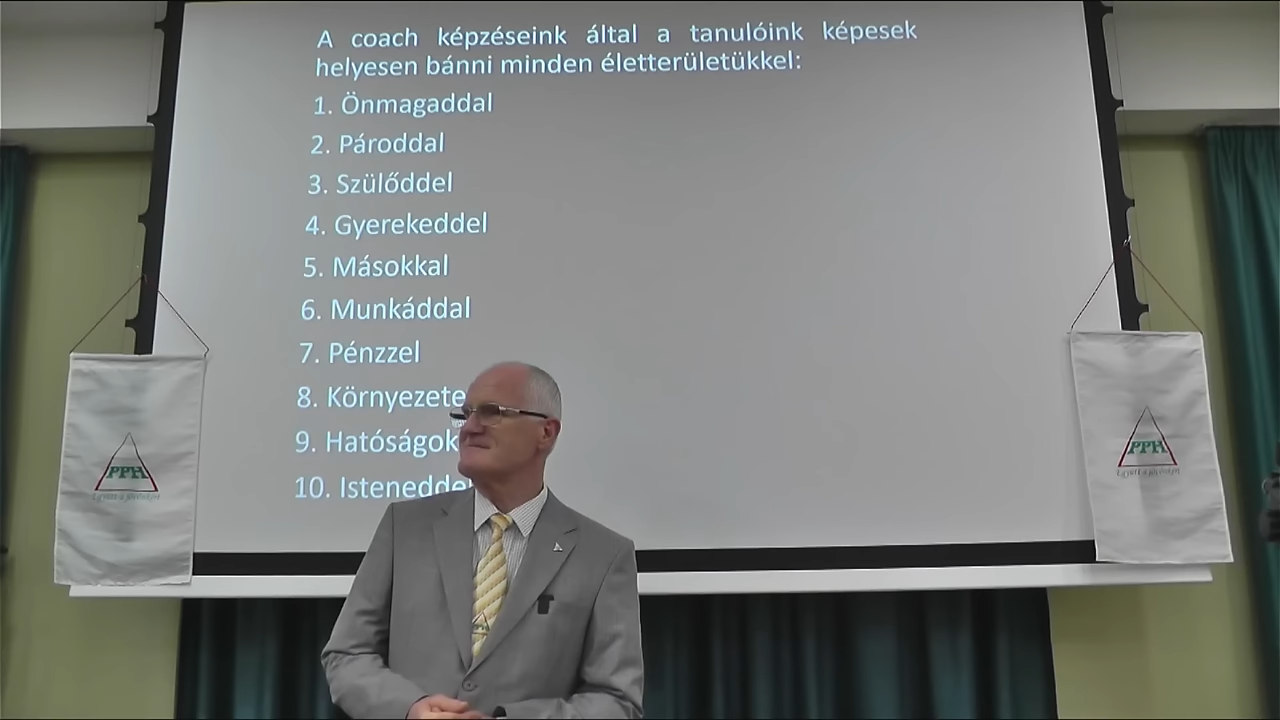 A coach képzéseink által a tanulóink képesek
helyesen bánni minden életterületükkel:
1. Önmagaddal
2. Pároddal
3. Szülőddel
4. Gyerekeddel
5. Másokkal
6. Munkáddal
7. Pénzzel
8. Környezete
9. Hatóságok
10. Istenedde
PPH
PPH